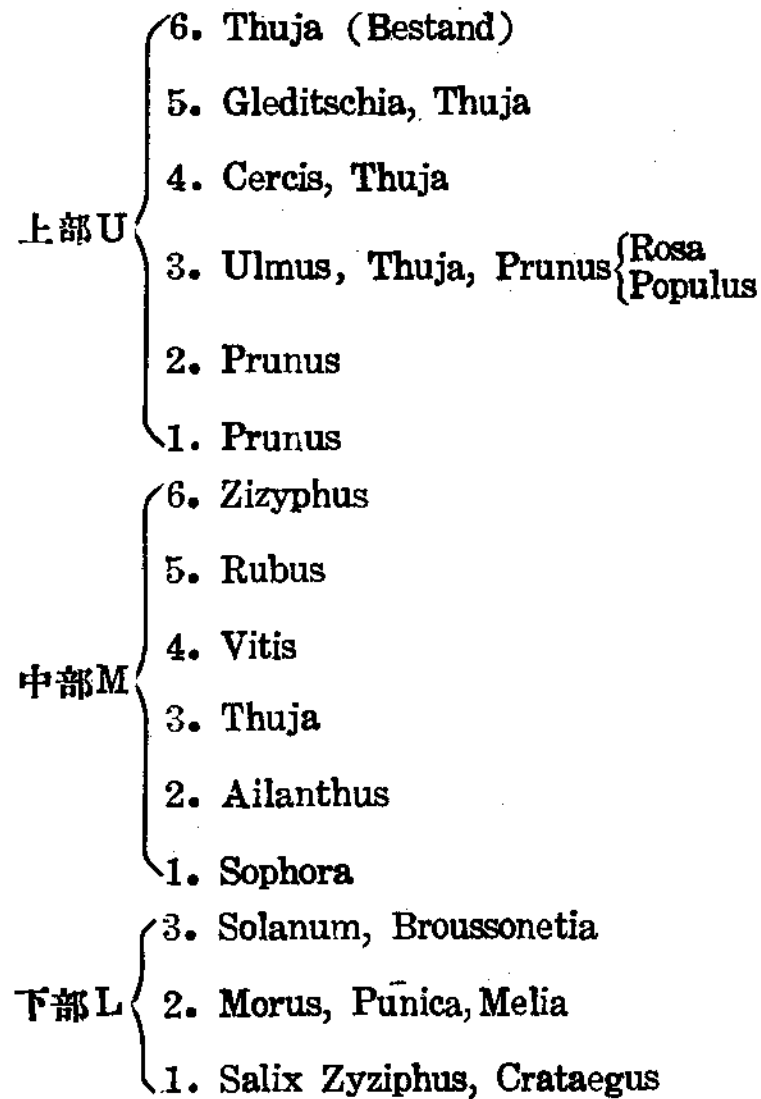 6. Thuja (Bestand)
5. Gleditschia, Thuja
4. Cercis, Thuja
上部U
3. Ulmus, Thuja, Prunus{Rosa
{Populus
2. Prunus
1. Prunus
6. Zizyphus
5. Rubus
4. Vitis
中部M
3. Thuja
2. Ailanthus
1. Sophora
3. Solanum, Broussonetia
下部L
2. Morus, Punica, Melia
1. Salix Zyziphus, Crataegus